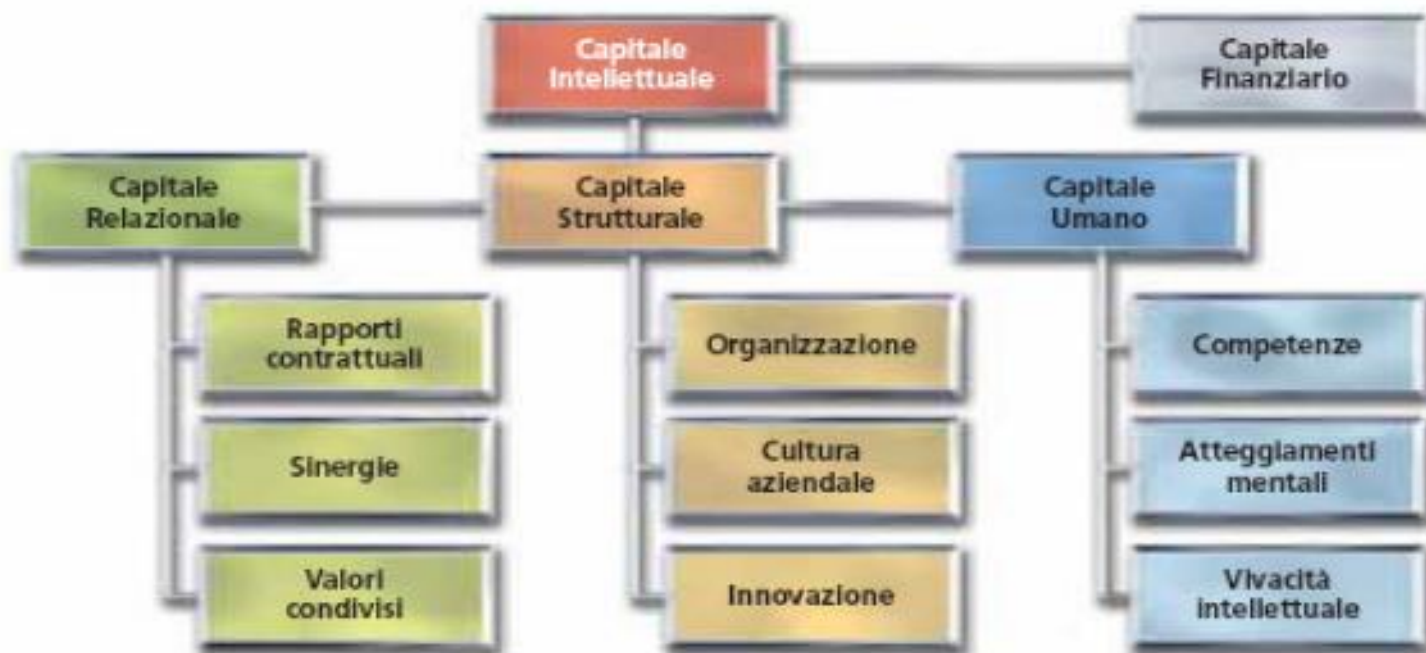 Capitale
Intellettuale
Capitale
Finanziario
Capitale
Relazionale
Capitale
Strutturale
Capitale
Umano
Rapporti
contrattuali
Organizzazione
Competenze
Sinergie
Cultura
aziendale
Atteggiamenti
mentali
Valori
condivisi
Innovazione
Vivacità
intellettuale